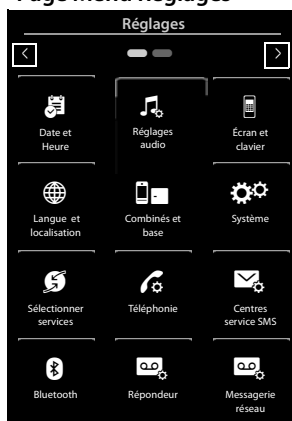 Page menu Réglages
Réglages
Date et
Heure
Réglages
audio
Écran et
clavier
Langue et
localisation
Combinés et
base
Système
Sélectionner
services
Téléphonie
Centres
service SMS
Bluetooth
Répondeur
Messagerie
réseau